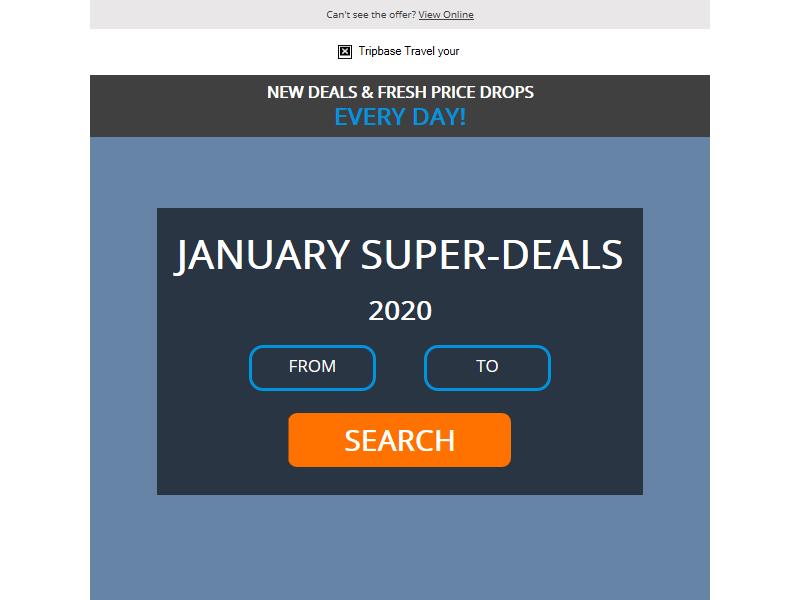 Can't see the offer? View Online
Tripbase Travel your
NEW DEALS & FRESH PRICE DROPS
EVERY DAY!
JANUARY SUPER-DEALS
2020
FROM
TO
SEARCH